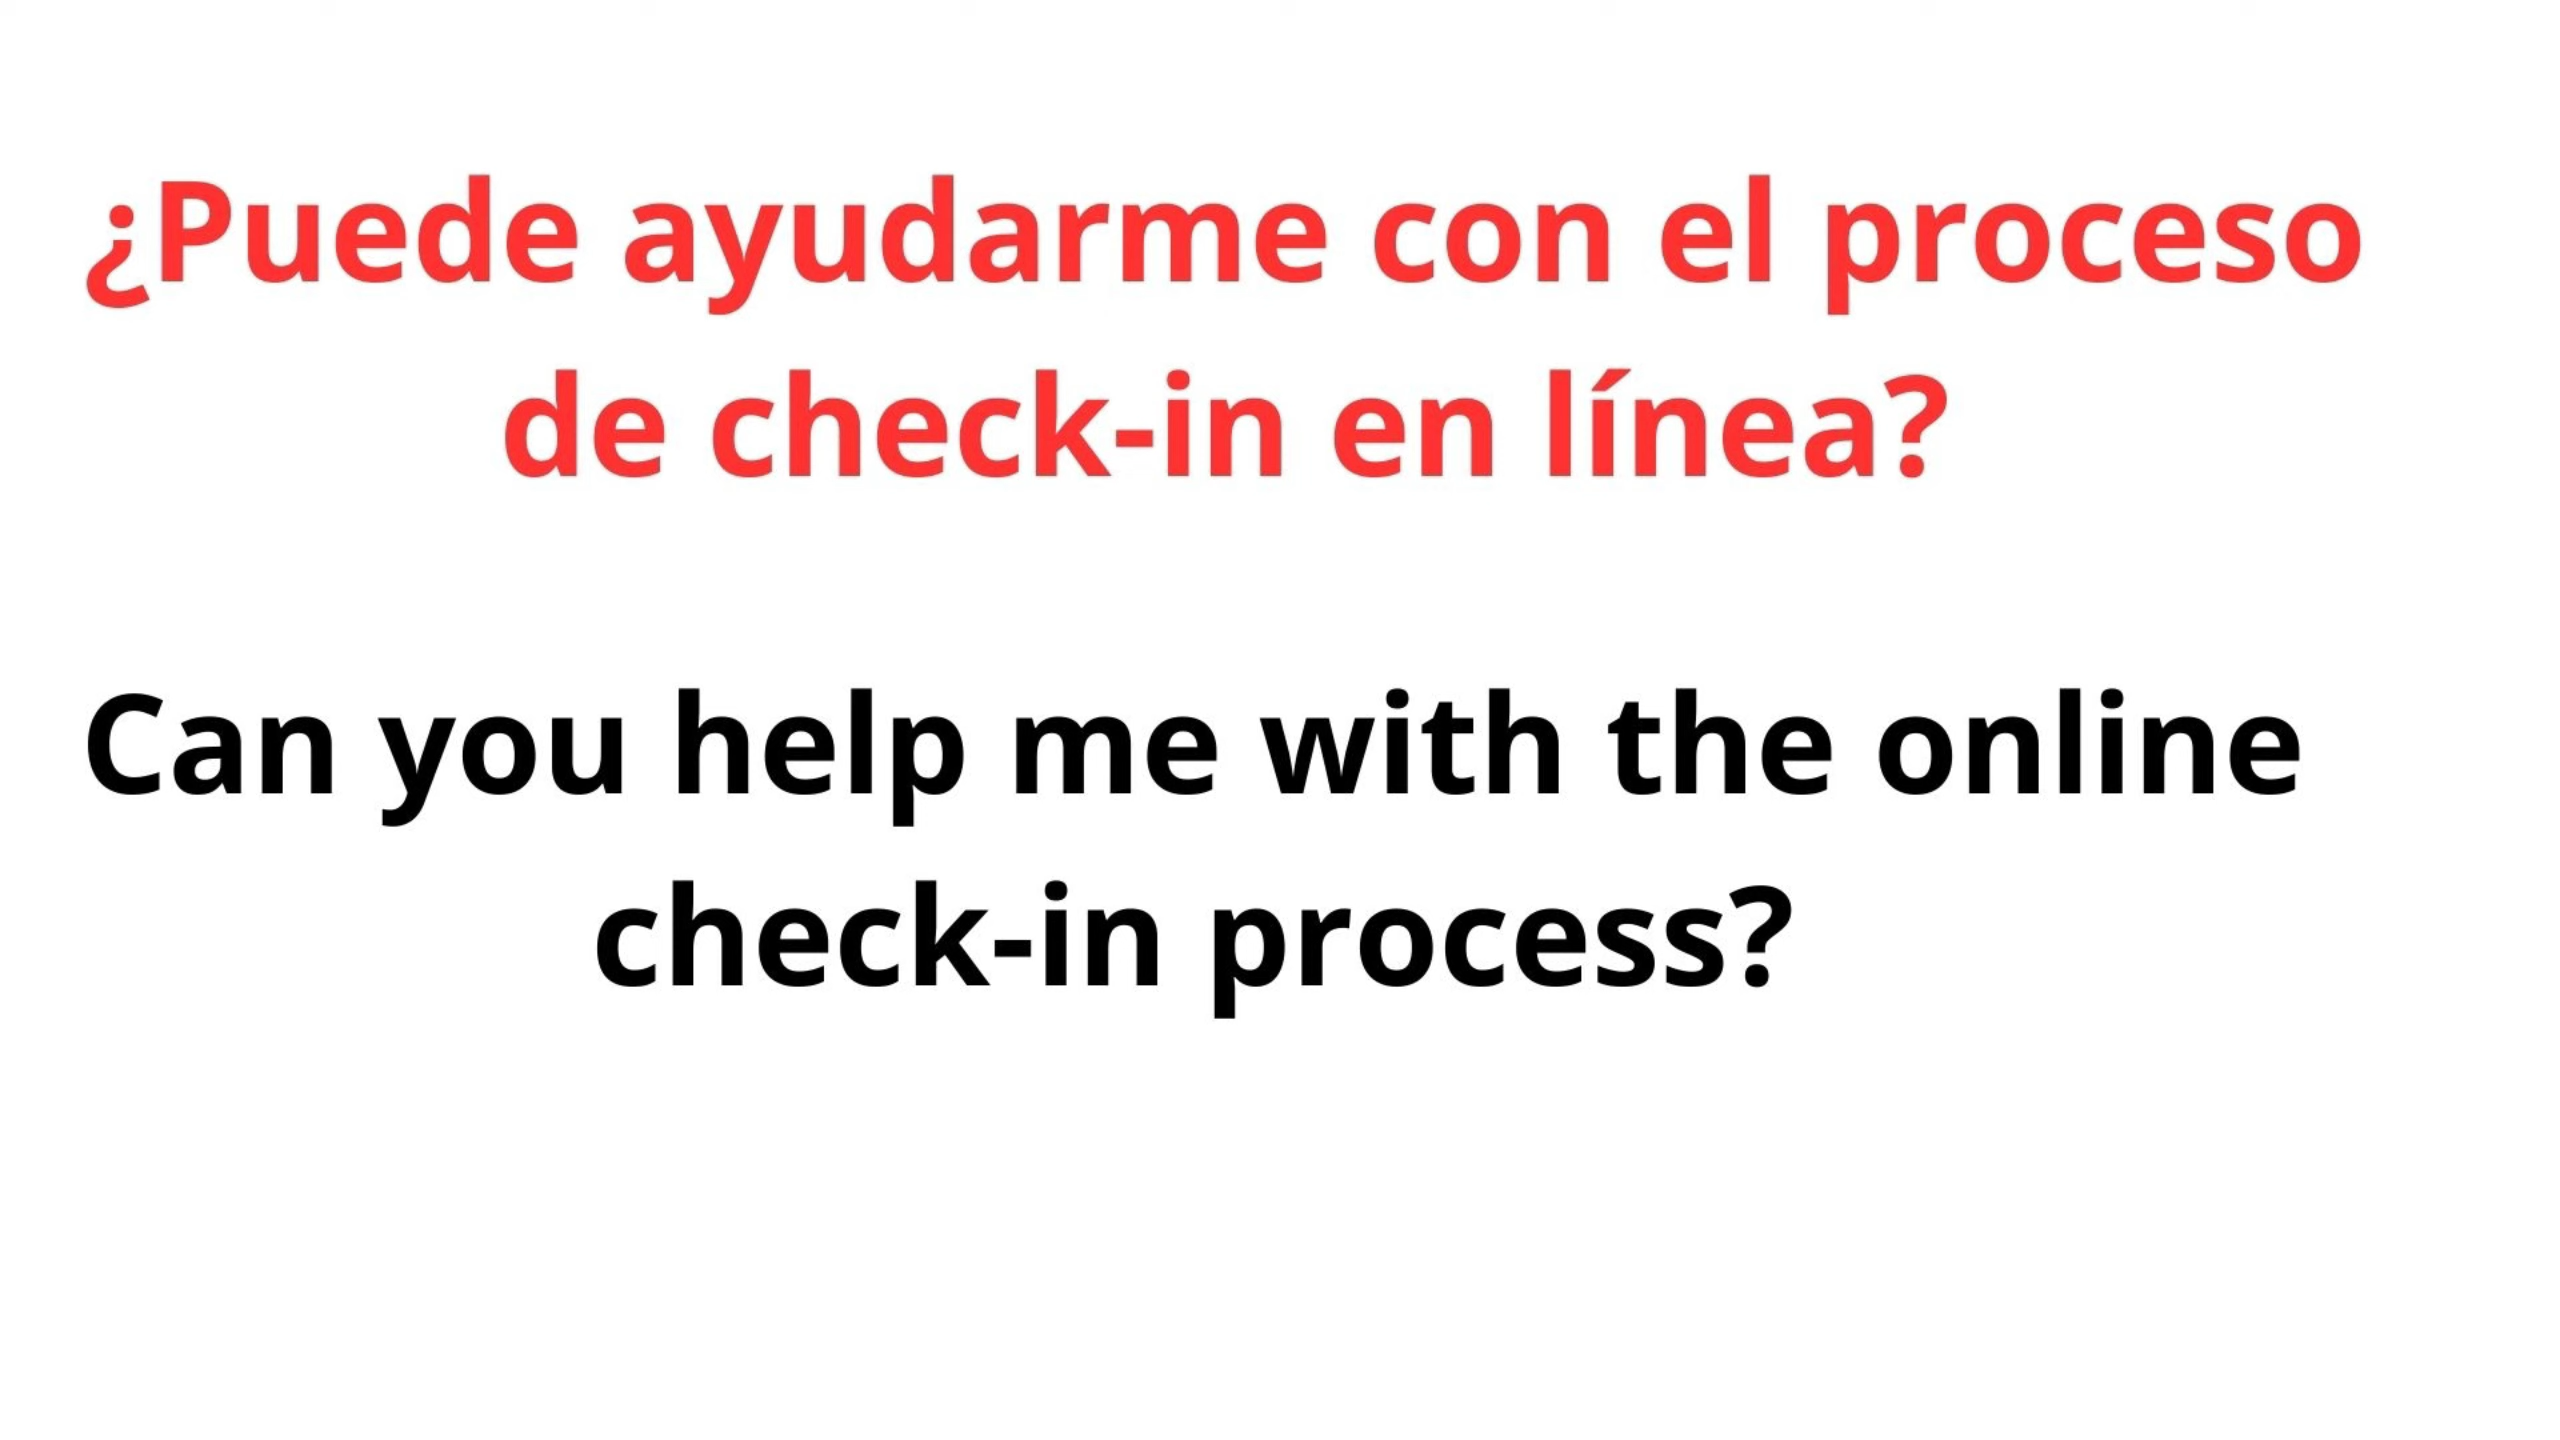 ¿Puede ayudarme con el proceso
de check-in en línea?
Can you help me with the online
check-in process?